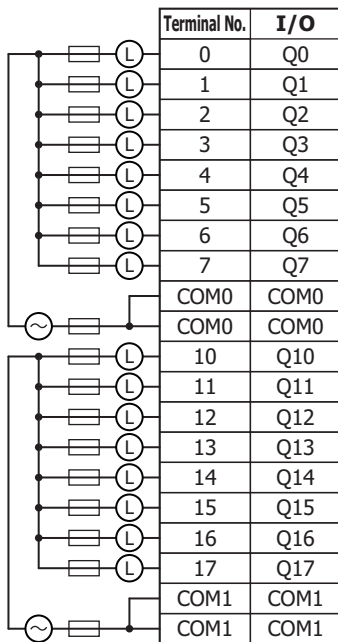 Terminal No. I/O
L 0 Q0
L 1 Q1
L 2 Q2
L 3 Q3
L 4 Q4
L 5 Q5
L 6 Q6
L 7 Q7
COM0 COM0
COM0 COM0
L 10 Q10
L 11 Q11
L 12 Q12
L 13 Q13
L 14 Q14
L 15 Q15
L 16 Q16
L 17 Q17
COM1 COM1
COM1 COM1